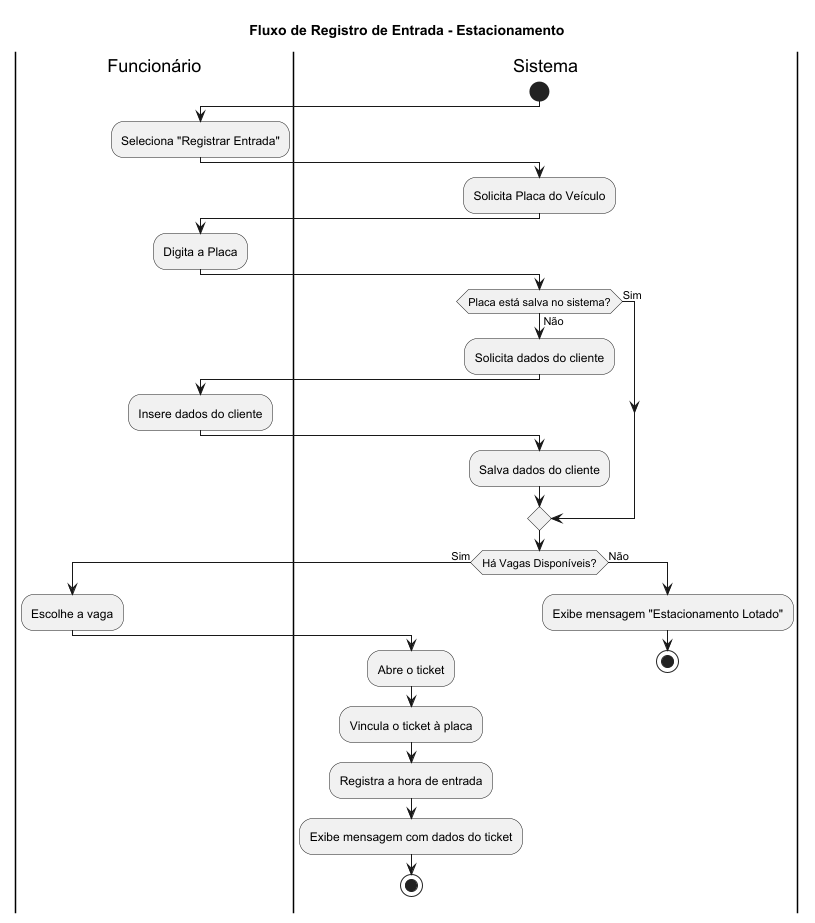 Fluxo de Registro de Entrada - Estacionamento
Funcionário
Sistema
Seleciona "Registrar Entrada"
Solicita Placa do Veículo
Digita a Placa
Placa está salva no sistema?
Sim
Não
Solicita dados do cliente
Insere dados do cliente
Salva dados do cliente
Sim
Há Vagas Disponíveis?
Não
Escolhe a vaga
Exibe mensagem "Estacionamento Lotado"
Abre o ticket
Vincula o ticket à placa
Registra a hora de entrada
Exibe mensagem com dados do ticket